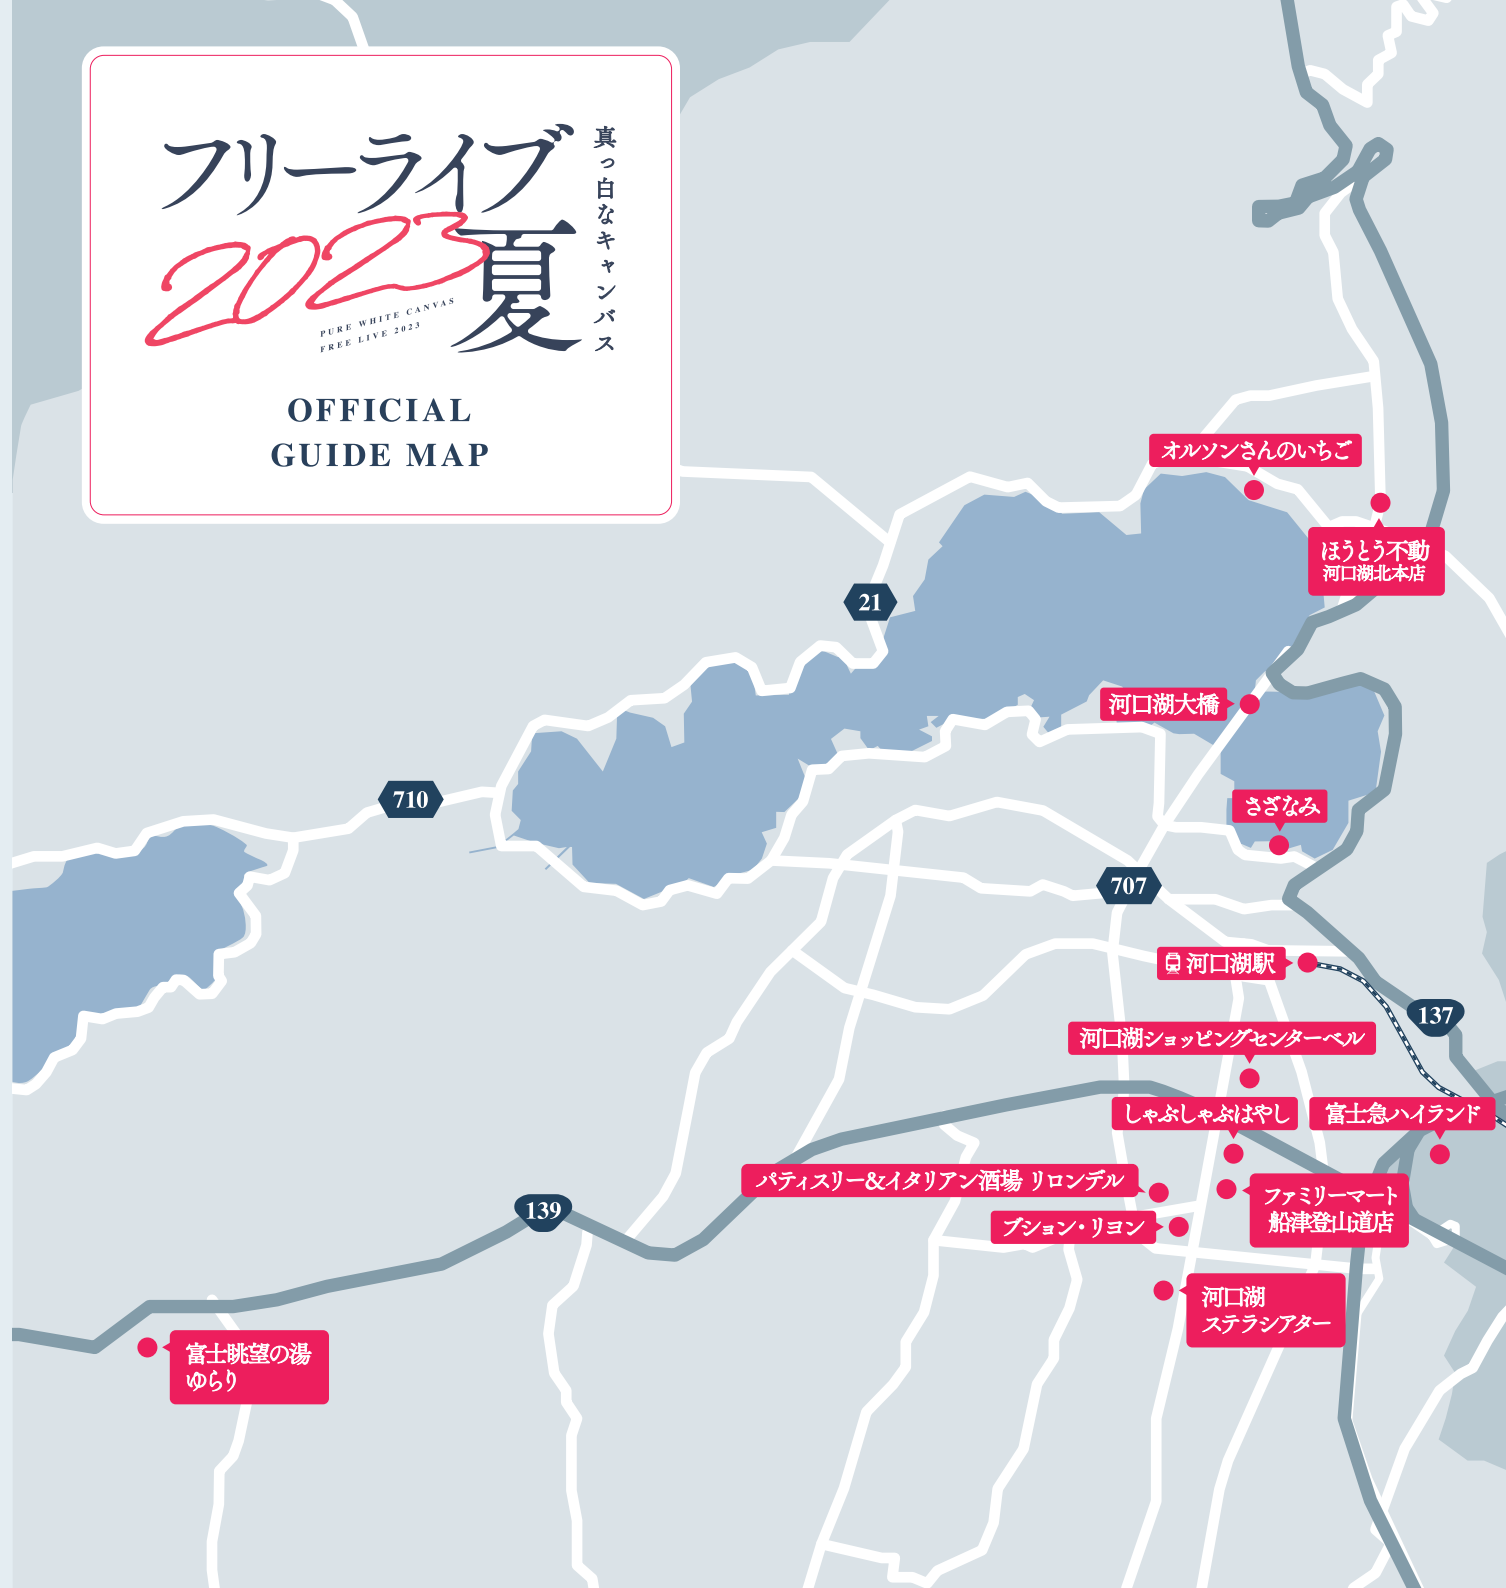 フリーライブ
2023夏
真っ白なキャンバス
PURE WHITE CANVAS
FREE LIVE 2023
OFFICIAL
GUIDE MAP
オルソンさんのいちご
ほうとう不動
河口湖北本店
21
河口湖大橋
710
さざなみ
707
河口湖駅
137
河口湖ショッピングセンターベル
しゃぶしゃぶはやし
富士急ハイランド
パティスリー&イタリアン酒場 リロンデル
ファミリーマート
船津登山道店
139
ブション・リヨン
河口湖
ステラシアター
富士眺望の湯
ゆらり